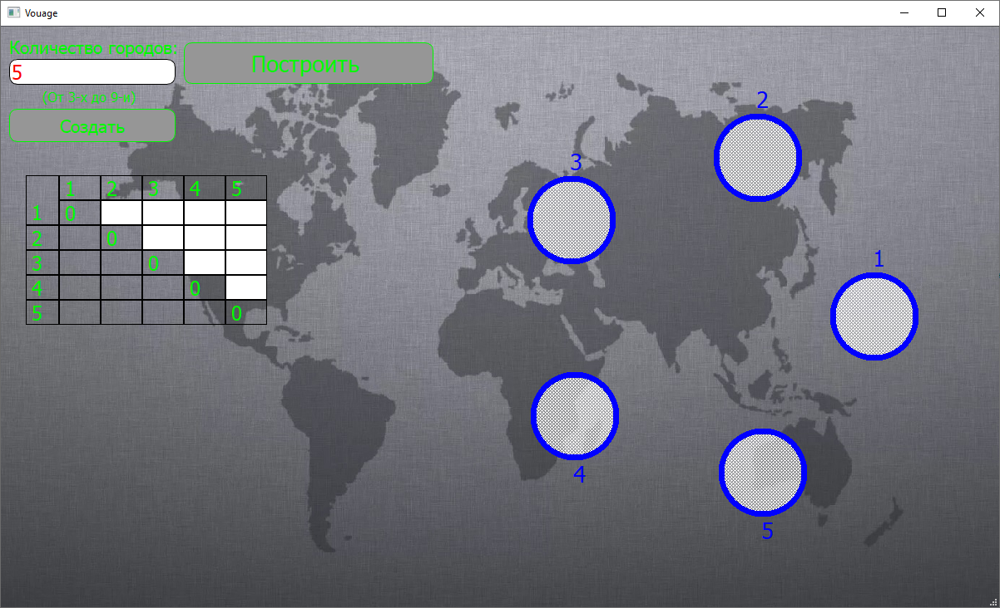 Vouage
Количество городов:
5
Построить
(От 3-х до 9-и)
Создать
1 2 3 4 5
1 0
2 0
3 0
4 0
5 0
2
3
1
4
5